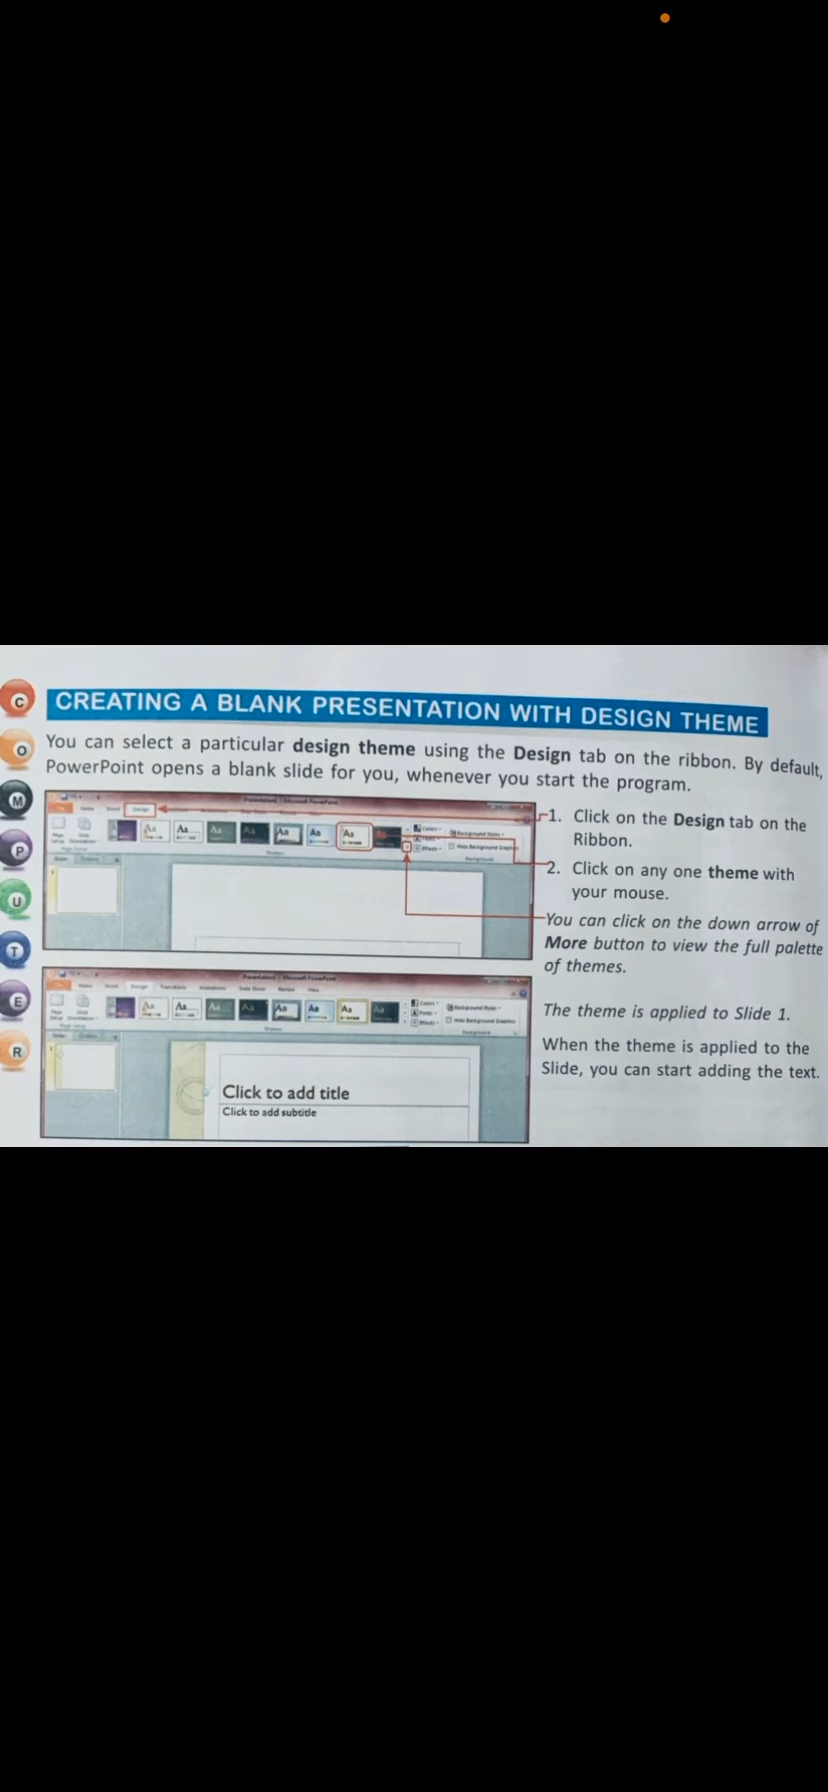 C
O
M
P
U
T
E
R
CREATING A BLANK PRESENTATION WITH DESIGN THEME
You can select a particular design theme using the Design tab on the ribbon. By default,
PowerPoint opens a blank slide for you, whenever you start the program.
1. Click on the Design tab on the
Ribbon.
2. Click on any one theme with
your mouse.
You can click on the down arrow of
More button to view the full palette
of themes.
The theme is applied to Slide 1.
When the theme is applied to the
Slide, you can start adding the text.
Click to add title
Click to add subtitle